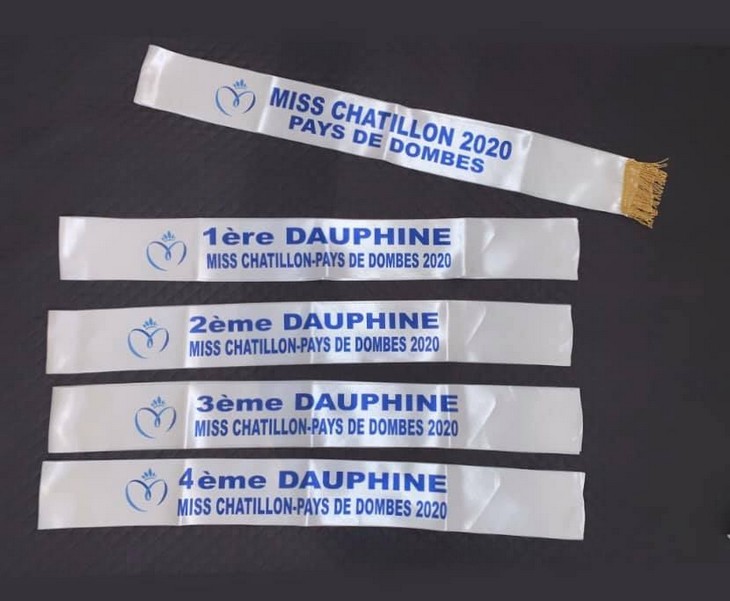 MISS CHATILLON 2020
PAYS DE DOMBES
1ère DAUPHINE
MISS CHATILLON-PAYS DE DOMBES 2020
2ème DAUPHINE
MISS CHATILLON-PAYS DE DOMBES 2020
3ème DAUPHINE
MISS CHATILLON-PAYS DE DOMBES 2020
4ème DAUPHINE
MISS CHATILLON-PAYS DE DOMBES 2020